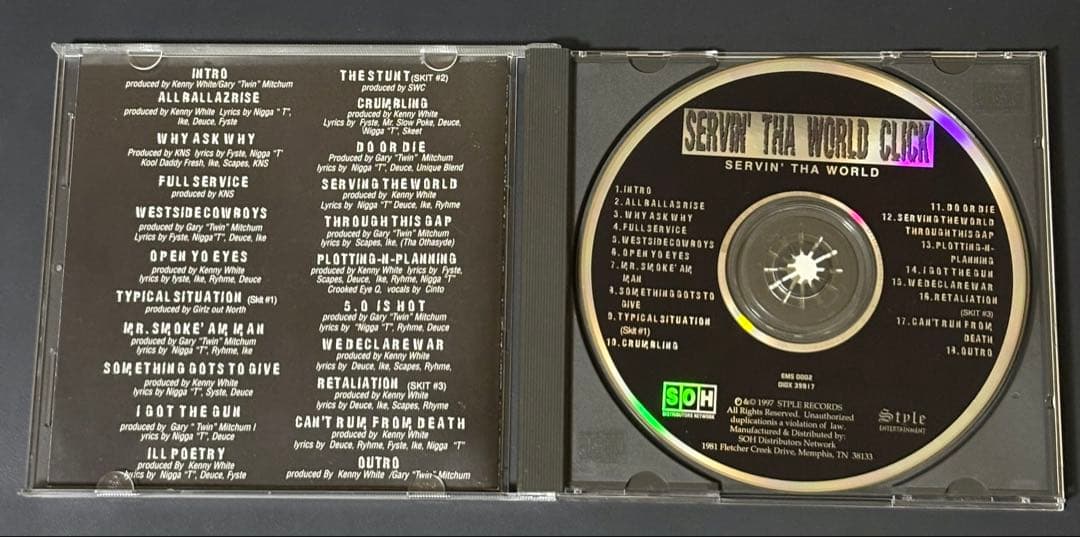 INTRO
produced by Kenny White/Gary "Twin" Mitchum
ALL BALLAZ RISE
produced by Kenny White Lyrics by Nigga " T",
Ike, Deuce, Fyste
WHY ASK WHY
Produced by KNS lyrics by Fyste, Nigga "T'
Kool Daddy Fresh, Ike, Scapes, KNS
FULL SERVICE
produced by KNS
WESTSIDE COWBOYS
produced by Gary "Twin" Mitchum
Lyrics by Fyste, Nigga"T", Deuce, Ike
OPEN YO EYES
produced by Kenny White
lyrics by fyste, Ike, Ryhme, Deuce
TYPICAL SITUATION (Skit #1)
produced by Girlz out North
MR. SMOKE' AM MAN
produced by Gary "Twin" Mitchum
lyrics by Nigga "T", Ryhme, Ike
SOMETHING GOTS TO GIVE
produced by Kenny White
lyrics by Nigga "T", Syste, Deuce
I GOT THE GUN
produced by Gary " Twin" Mitchum I
lyrics by Nigga "T", Deuce
ILL POETRY
Produced By Kenny White
lyrics by Nigga "T", Deuce, Fyste
THE STUNT (SKIT #2)
produced by SWC
CRUMBLING
produced by Kenny White
Lyrics by Fyste, Mr. Slow Poke, Deuce,
Nigga "T", Skeet
DO OR DIE
Produced by Gary "Twin" Mitchum
lyrics by Nigga "T", Deuce, Unique Blend
SERVING THE WORLD
produced by Kenny White
Lyrics by Nigga "T" Deuce, Ike, Ryhme
THROUGH THIS GAP
produced by Gary "Twin" Mitchum
lyrics by Scapes, Ike, (Tha Othasyde)
PLOTTING-N-PLANNING
produced by Kenny White lyrics by Fyste,
Scapes, Deuce, Ike, Ryhme, Nigga "T"
Crooked Eye Q, vocals by Cinto
5.0 IS HOT
produced by Gary "Twin" Mitchum
lyrics by "Nigga "T", Ryhme, Deuce
WE DECLARE WAR
produced by Kenny White
lyrics by Deuce, Ike, Scapes, Ryhme,
RETALIATION (SKIT #3)
produced by Kenny White
lyrics by Deuce, Ike, Scapes, Rhyme
CAN'T RUN FROM DEATH
produced by Kenny White
lyrics by Deuce, Ryhme, Fyste, Ike, Nigga "T"
OUTRO
produced By Kenny White /Gary "Twin" Mitchum
SERVIN' THA WORLD CLICK
SERVIN' THA WORLD
1. INTRO
2. ALL BALLAS RISE
3. WHY ASK WHY
4. FULL SERVICE
5. WESTSIDE COWBOYS
6. OPEN YO EYES
7. MR. SMOKE' AM
MAN
8. SOMETHING GOTS TO
GIVE
9. TYPICAL SITUATION
(Skit #1)
10. CRUMBLING
11. DO OR DIE
12. SERVING THE WORLD
THROUGH THIS GAP
13. PLOTTING-N-
PLANNING
14. I GOT THE GUN
15. WE DECLARE WAR
16. RETALIATION
(SKIT #3)
17. CAN'T RUN FROM
DEATH
18. OUTRO
EMS 0002
DIDX 39917
SOH
DISTRIBUTORS NETWORK
℗ &© 1997 STPLE RECORDS
All Rights Reserved. Unauthorized
duplicationis a violation of law.
Manufactured & Distributed by:
SOH Distributors Network
1981 Fletcher Creek Drive, Memphis, TN 38133
Style
ENTERTAINMENT